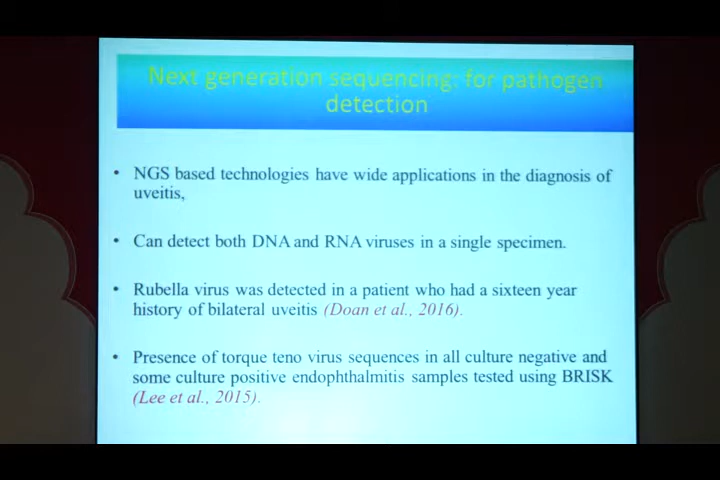 Next generation sequencing: for pathogen
detection
• NGS based technologies have wide applications in the diagnosis of
uveitis,
• Can detect both DNA and RNA viruses in a single specimen.
• Rubella virus was detected in a patient who had a sixteen year
history of bilateral uveitis (Doan et al., 2016).
• Presence of torque teno virus sequences in all culture negative and
some culture positive endophthalmitis samples tested using BRISK
(Lee et al., 2015).